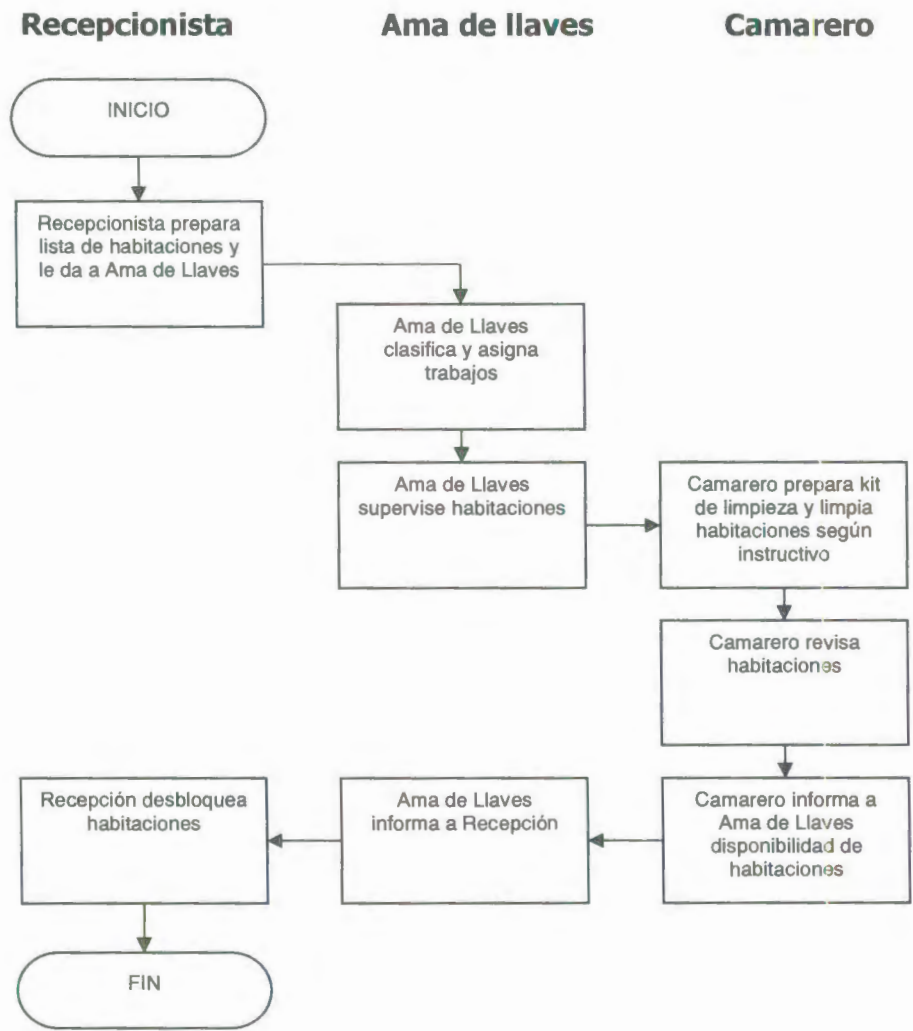 Recepcionista Ama de llaves Camarero
INICIO
Recepcionista prepara
lista de habitaciones y
le da a Ama de Llaves
Ama de Llaves
clasifica y asigna
trabajos
Ama de Llaves
supervise habitaciones
Camarero prepara kit
de limpieza y limpia
habitaciones según
instructivo
Camarero revisa
habitaciones
Camarero informa a
Ama de Llaves
disponibilidad de
habitaciones
Ama de Llaves
informa a Recepción
Recepción desbloquea
habitaciones
FIN